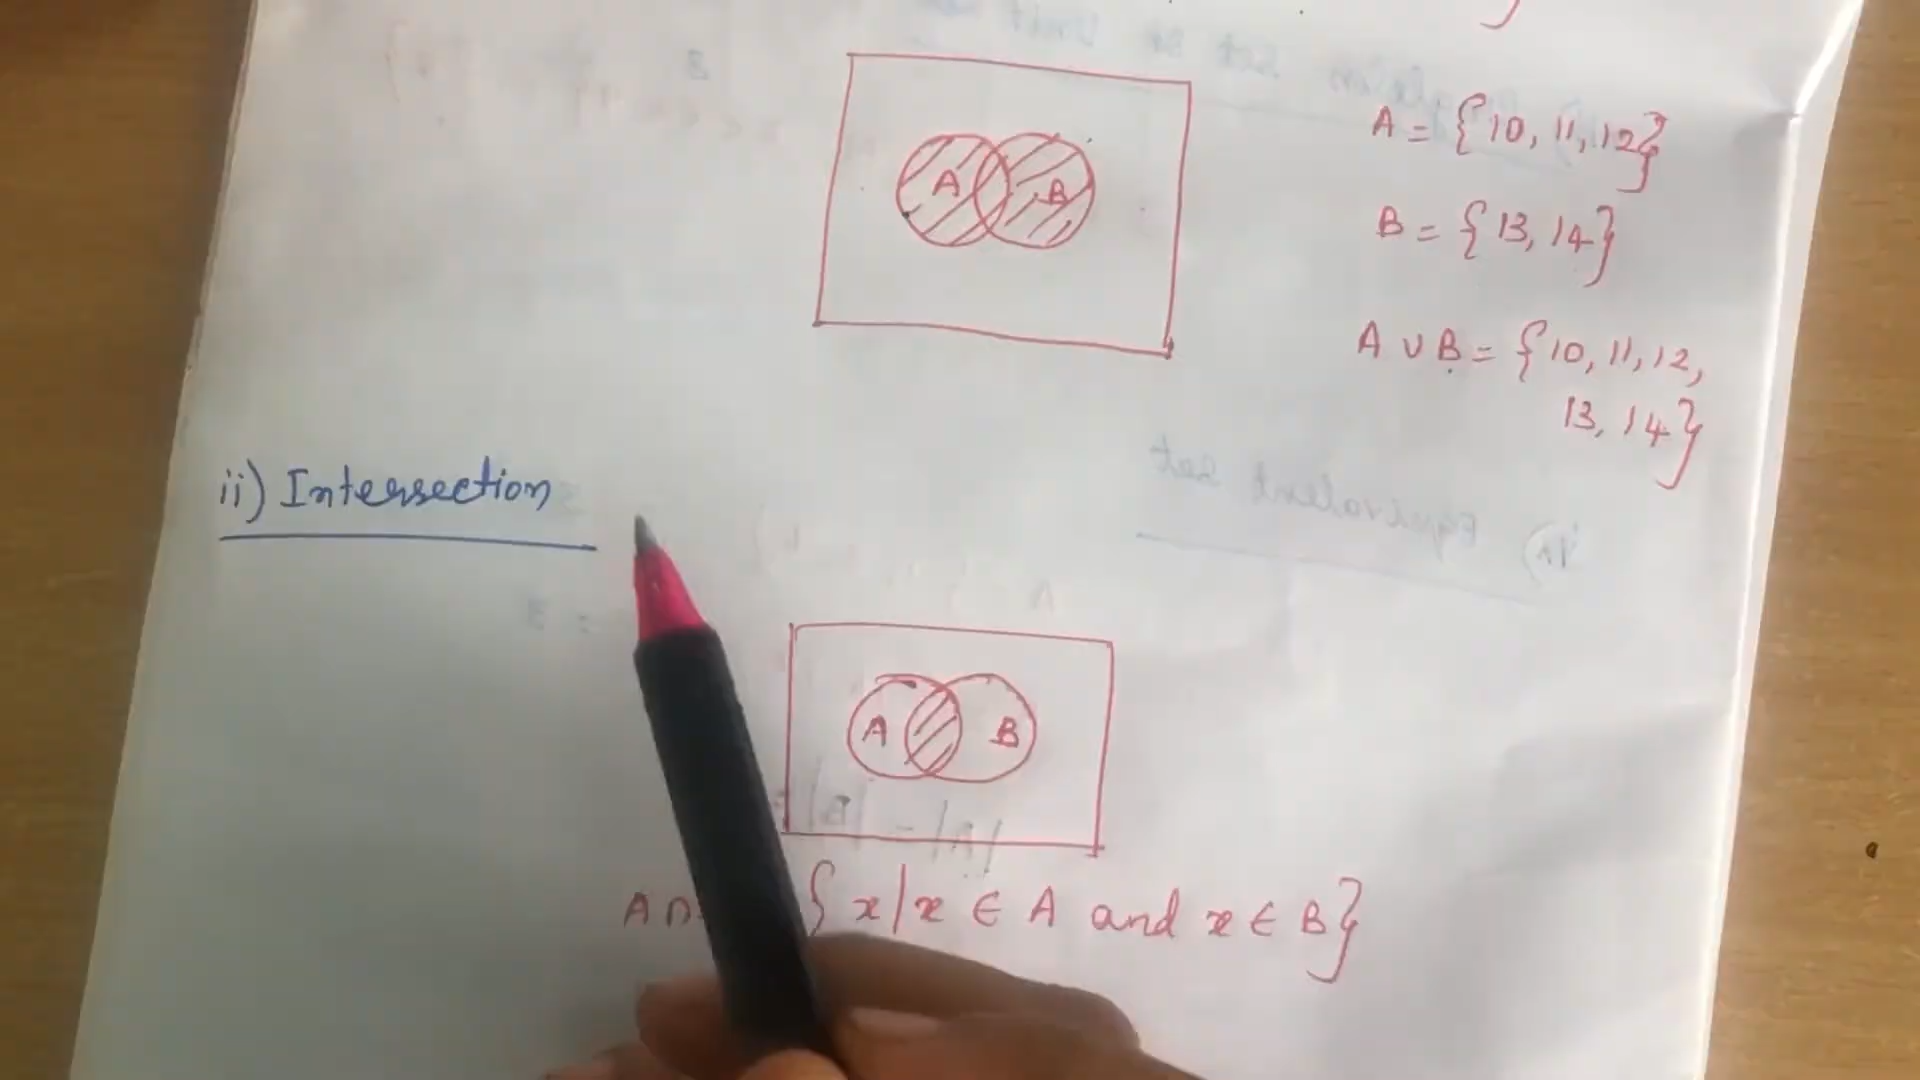 A B
A = {10, 11, 12}
B = {13, 14}
A ∪ B = {10, 11, 12,
13, 14}
ii) Intersection
A B
A ∩ { x / x ∈ A and x ∈ B}